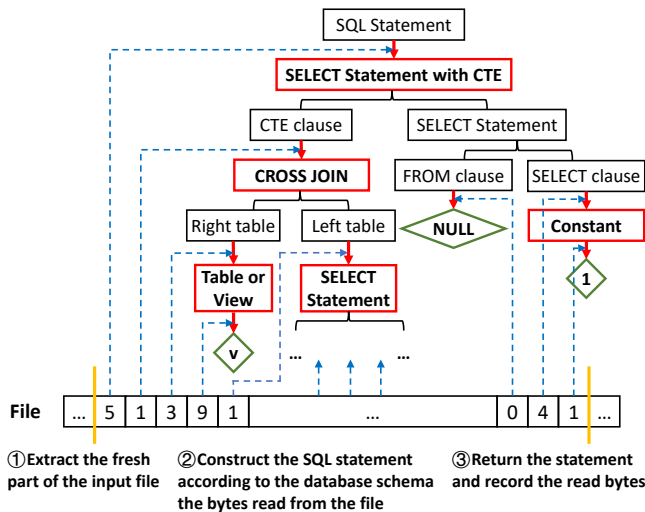 SQL Statement
SELECT Statement with CTE
CTE clause
SELECT Statement
CROSS JOIN
FROM clause
SELECT clause
Right table
Left table
NULL
Constant
Table or
View
SELECT
Statement
1
v
...
...
File
... 5 1 3 9 1 ... 0 4 1 ...
①Extract the fresh
part of the input file
②Construct the SQL statement
according to the database schema
the bytes read from the file
③Return the statement
and record the read bytes